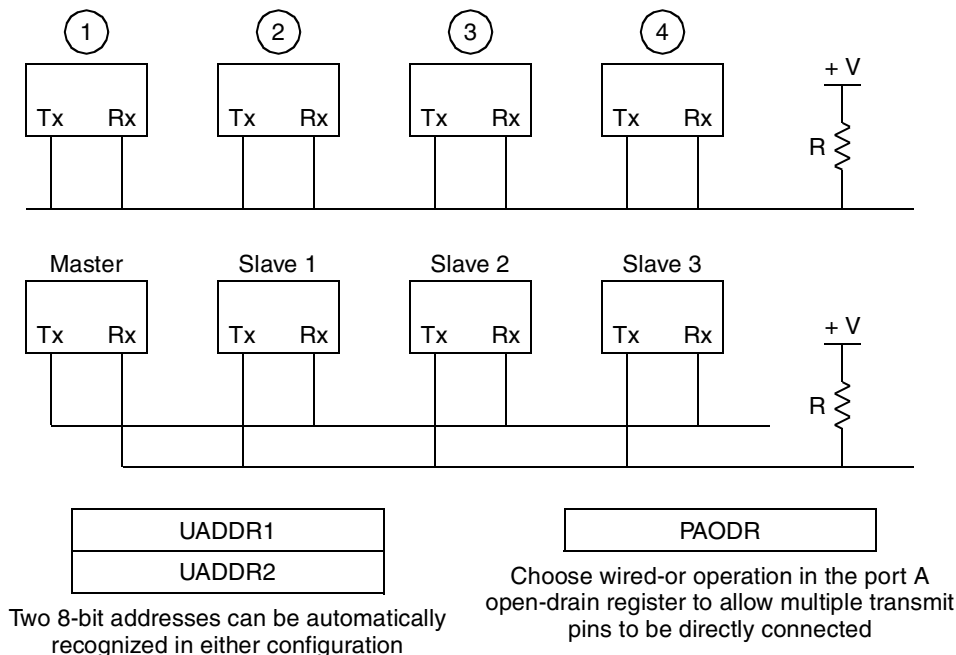 1 2 3 4
Tx Rx Tx Rx Tx Rx Tx Rx
+ V
R
Master Slave 1 Slave 2 Slave 3
Tx Rx Tx Rx Tx Rx Tx Rx
+ V
R
UADDR1
UADDR2
Two 8-bit addresses can be automatically
recognized in either configuration
PAODR
Choose wired-or operation in the port A
open-drain register to allow multiple transmit
pins to be directly connected